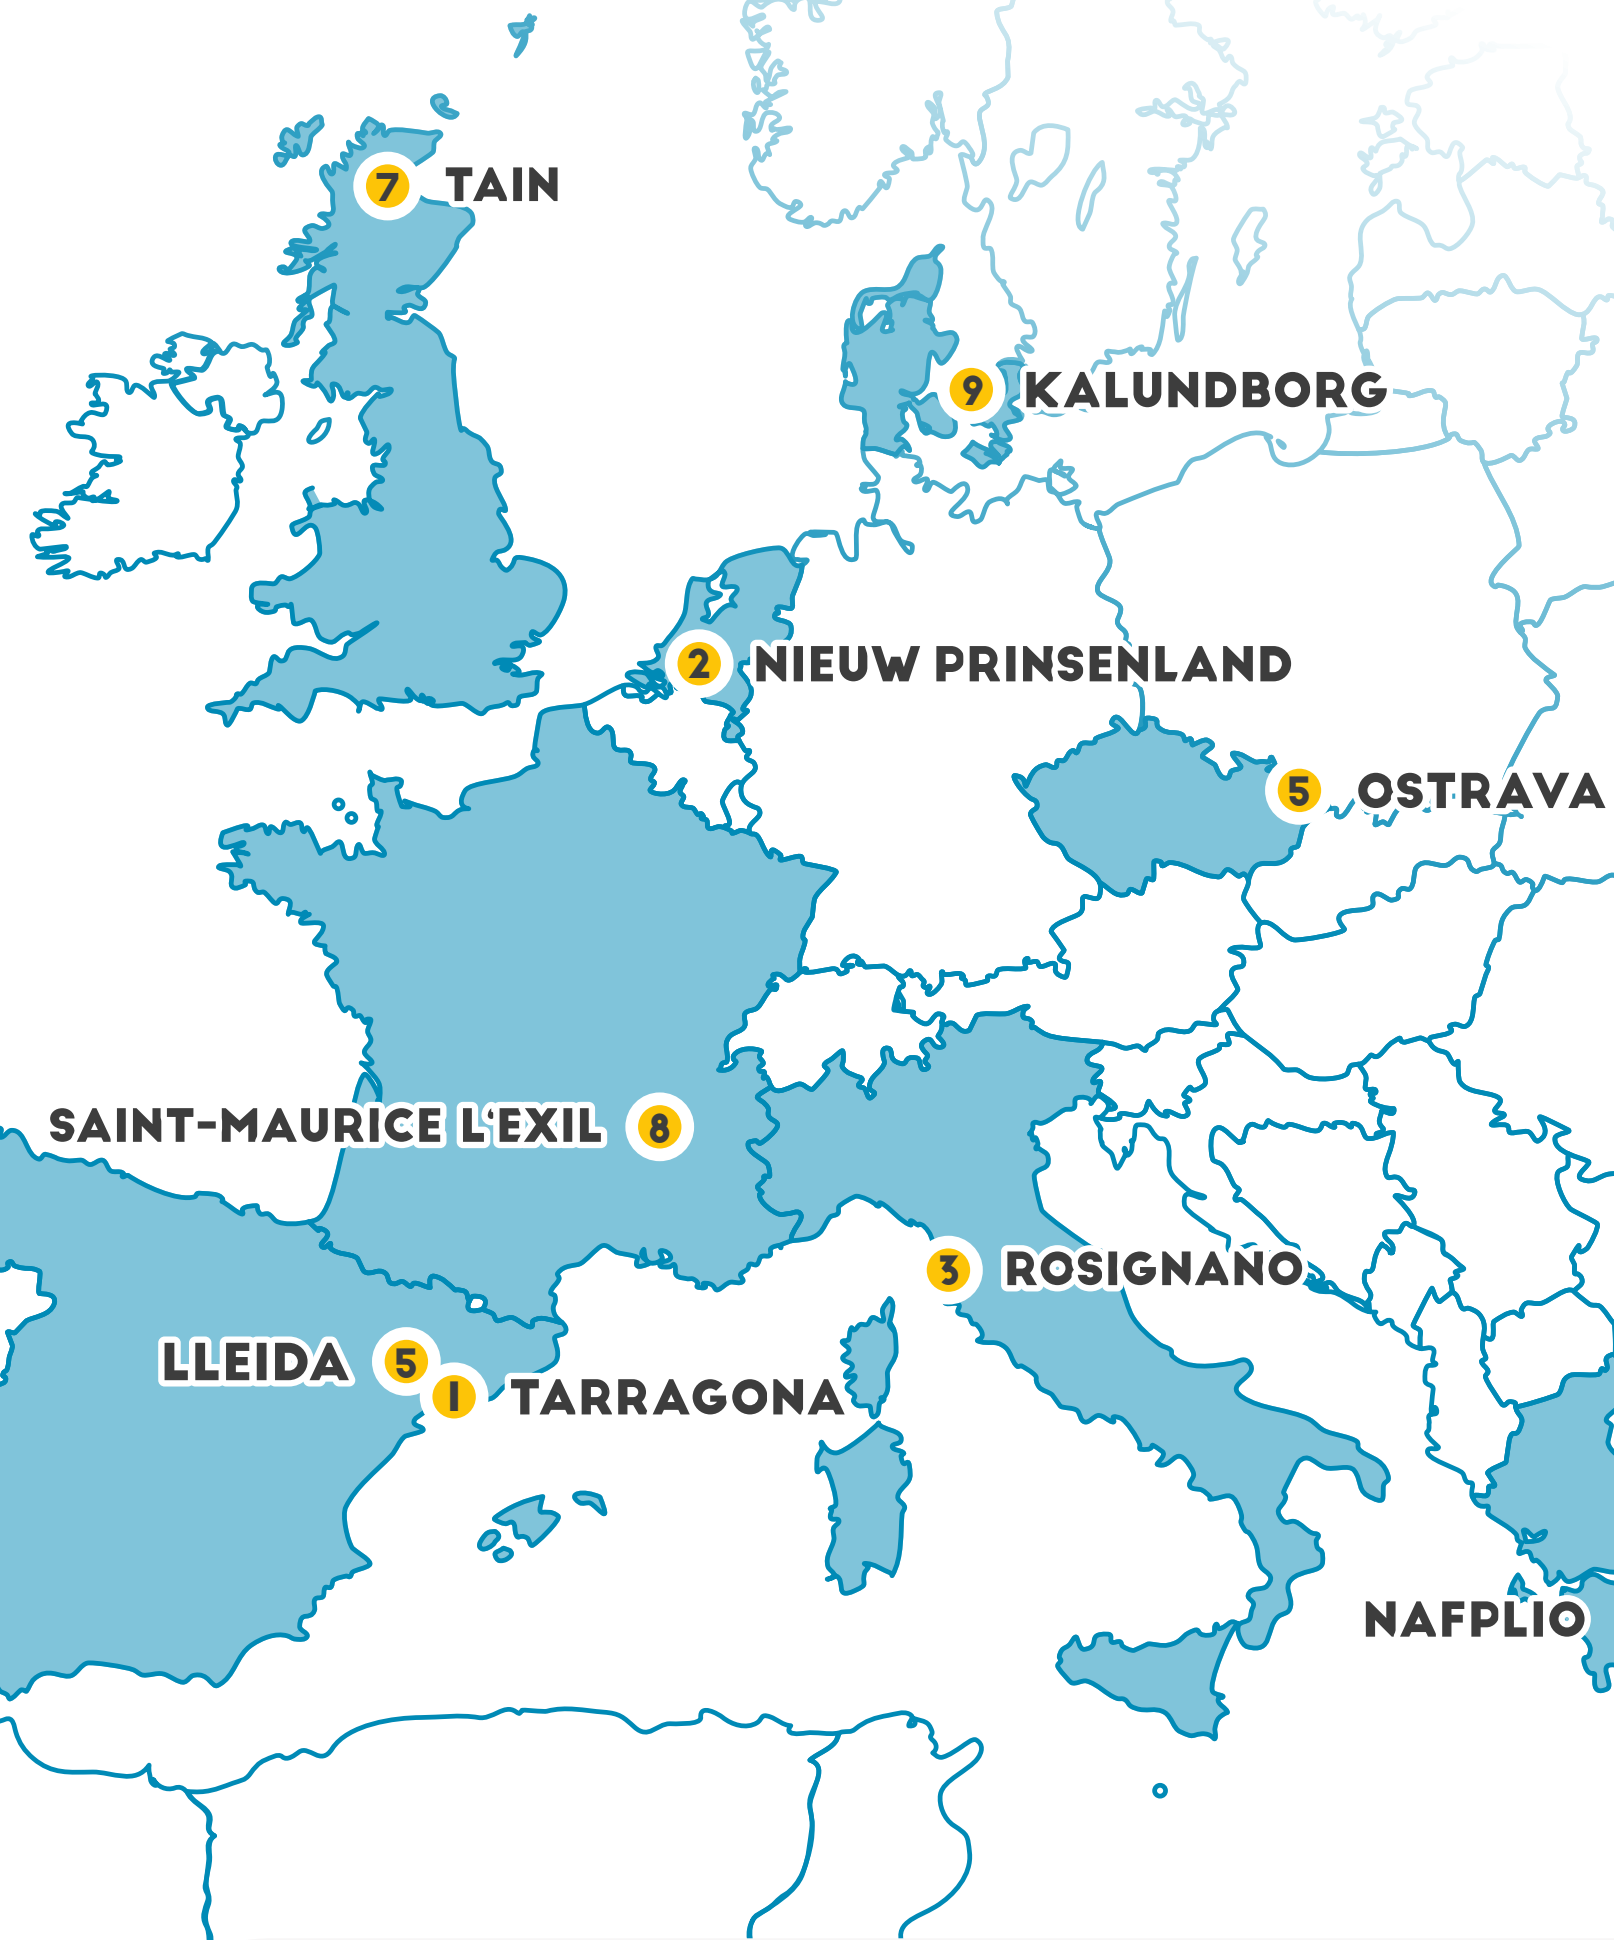 7 TAIN
9 KALUNDBORG
2 NIEUW PRINSENLAND
5 OSTRAVA
SAINT-MAURICE L'EXIL 8
3 ROSIGNANO
LLEIDA 5
1 TARRAGONA
NAFPLIO